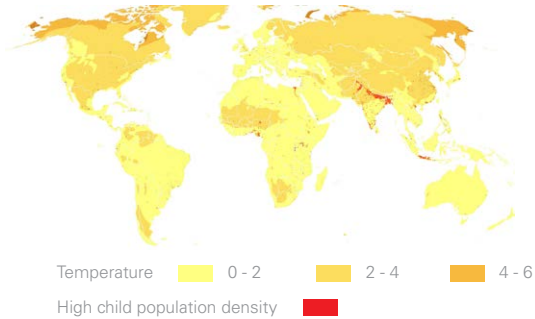 Temperature 0 - 2 2 - 4 4 - 6
High child population density